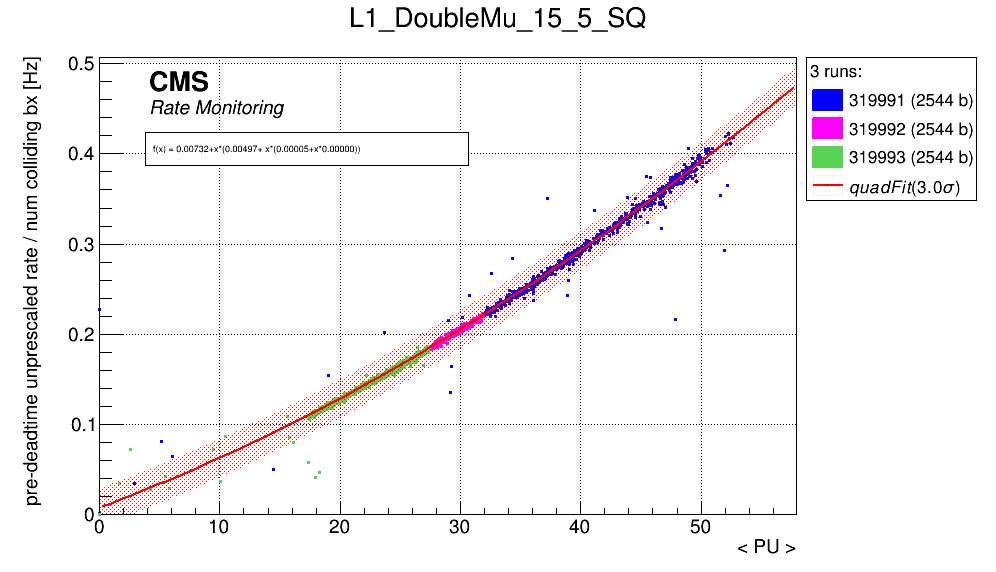 L1_DoubleMu_15_5_SQ
pre-deadtime unprescaled rate / num colliding bx [Hz]
0.5
0.4
0.3
0.2
0.1
0
CMS
Rate Monitoring
f(x) = 0.00732+x*(0.00497+ x*(0.00005+x*0.00000))
0 10 20 30 40 50
< PU >
3 runs:
319991 (2544 b)
319992 (2544 b)
319993 (2544 b)
quadFit(3.0σ)